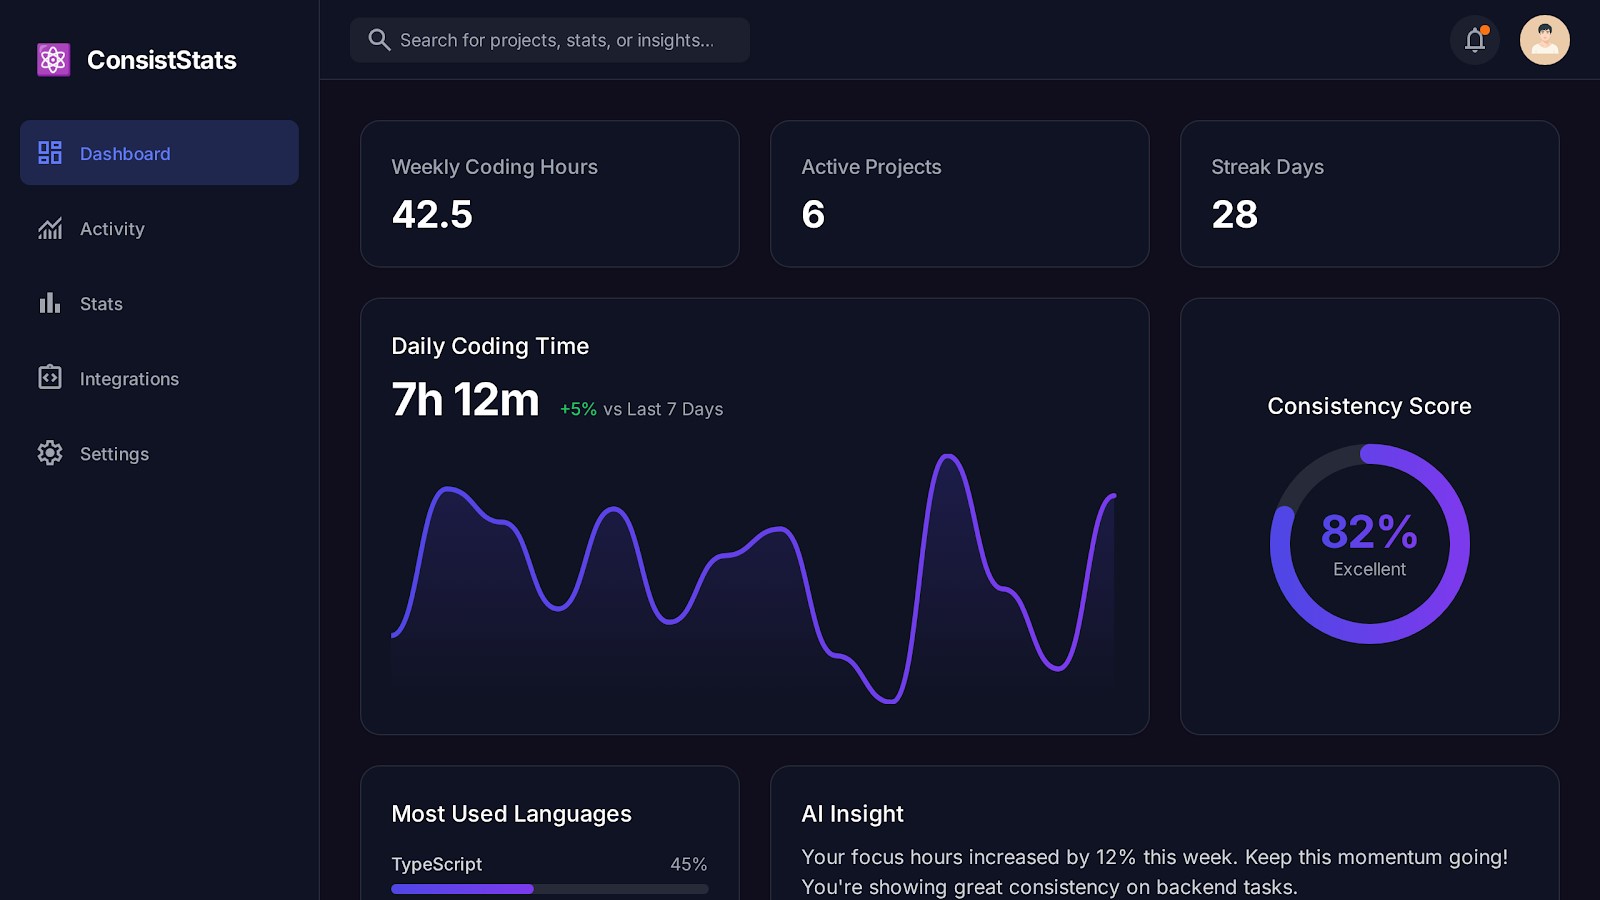 ConsistStats
Search for projects, stats, or insights...
Dashboard
Activity
Stats
Integrations
Settings
Weekly Coding Hours
42.5
Active Projects
6
Streak Days
28
Daily Coding Time
7h 12m +5% vs Last 7 Days
Consistency Score
82%
Excellent
Most Used Languages
TypeScript 45%
AI Insight
Your focus hours increased by 12% this week. Keep this momentum going!
You're showing great consistency on backend tasks.